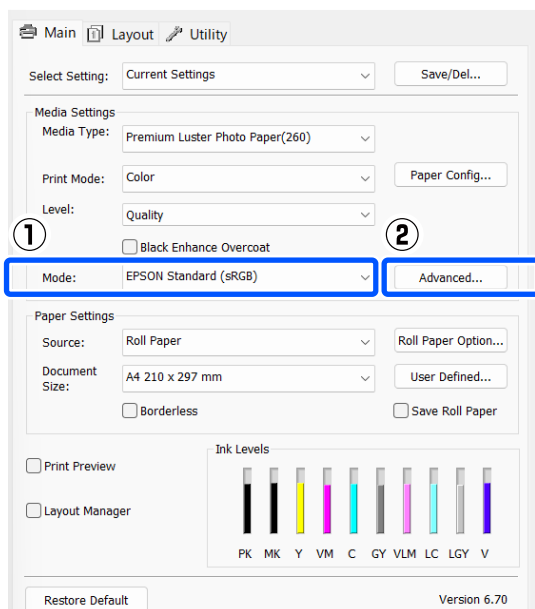 Main Layout Utility
Select Setting: Current Settings Save/Del...
Media Settings
Media Type: Premium Luster Photo Paper(260)
Print Mode: Color Paper Config...
Level: Quality
① ②
Black Enhance Overcoat
Mode: EPSON Standard (sRGB) Advanced...
Paper Settings
Source: Roll Paper Roll Paper Option...
Document
Size: A4 210 x 297 mm User Defined...
Borderless Save Roll Paper
Ink Levels
Print Preview
Layout Manager
PK MK Y VM C GY VLM LC LGY V
Restore Default Version 6.70